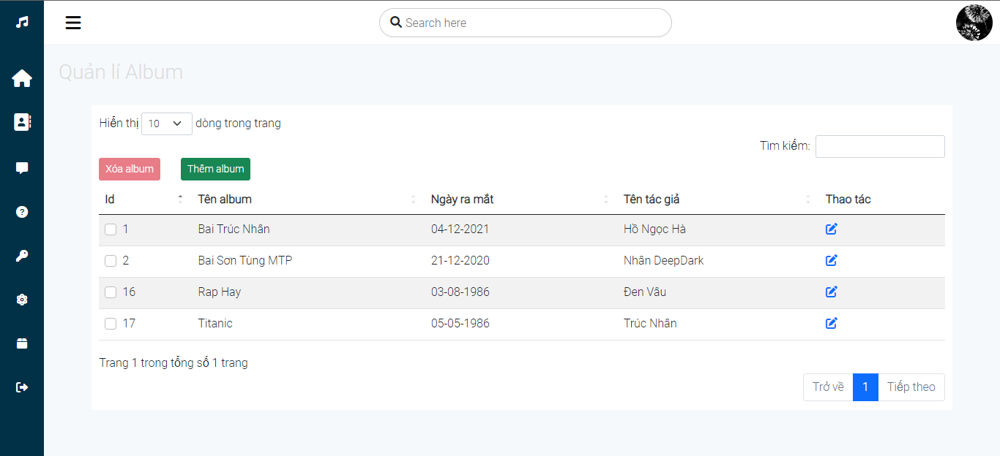 Search here
Quản lí Album
Hiển thị 10 dòng trong trang
Tìm kiếm:
Xóa album Thêm album
Id Tên album Ngày ra mắt Tên tác giả Thao tác
1 Bai Trúc Nhân 04-12-2021 Hồ Ngọc Hà
2 Bai Sơn Tùng MTP 21-12-2020 Nhân DeepDark
16 Rap Hay 03-08-1986 Đen Vâu
17 Titanic 05-05-1986 Trúc Nhân
Trang 1 trong tổng số 1 trang
Trở về 1 Tiếp theo